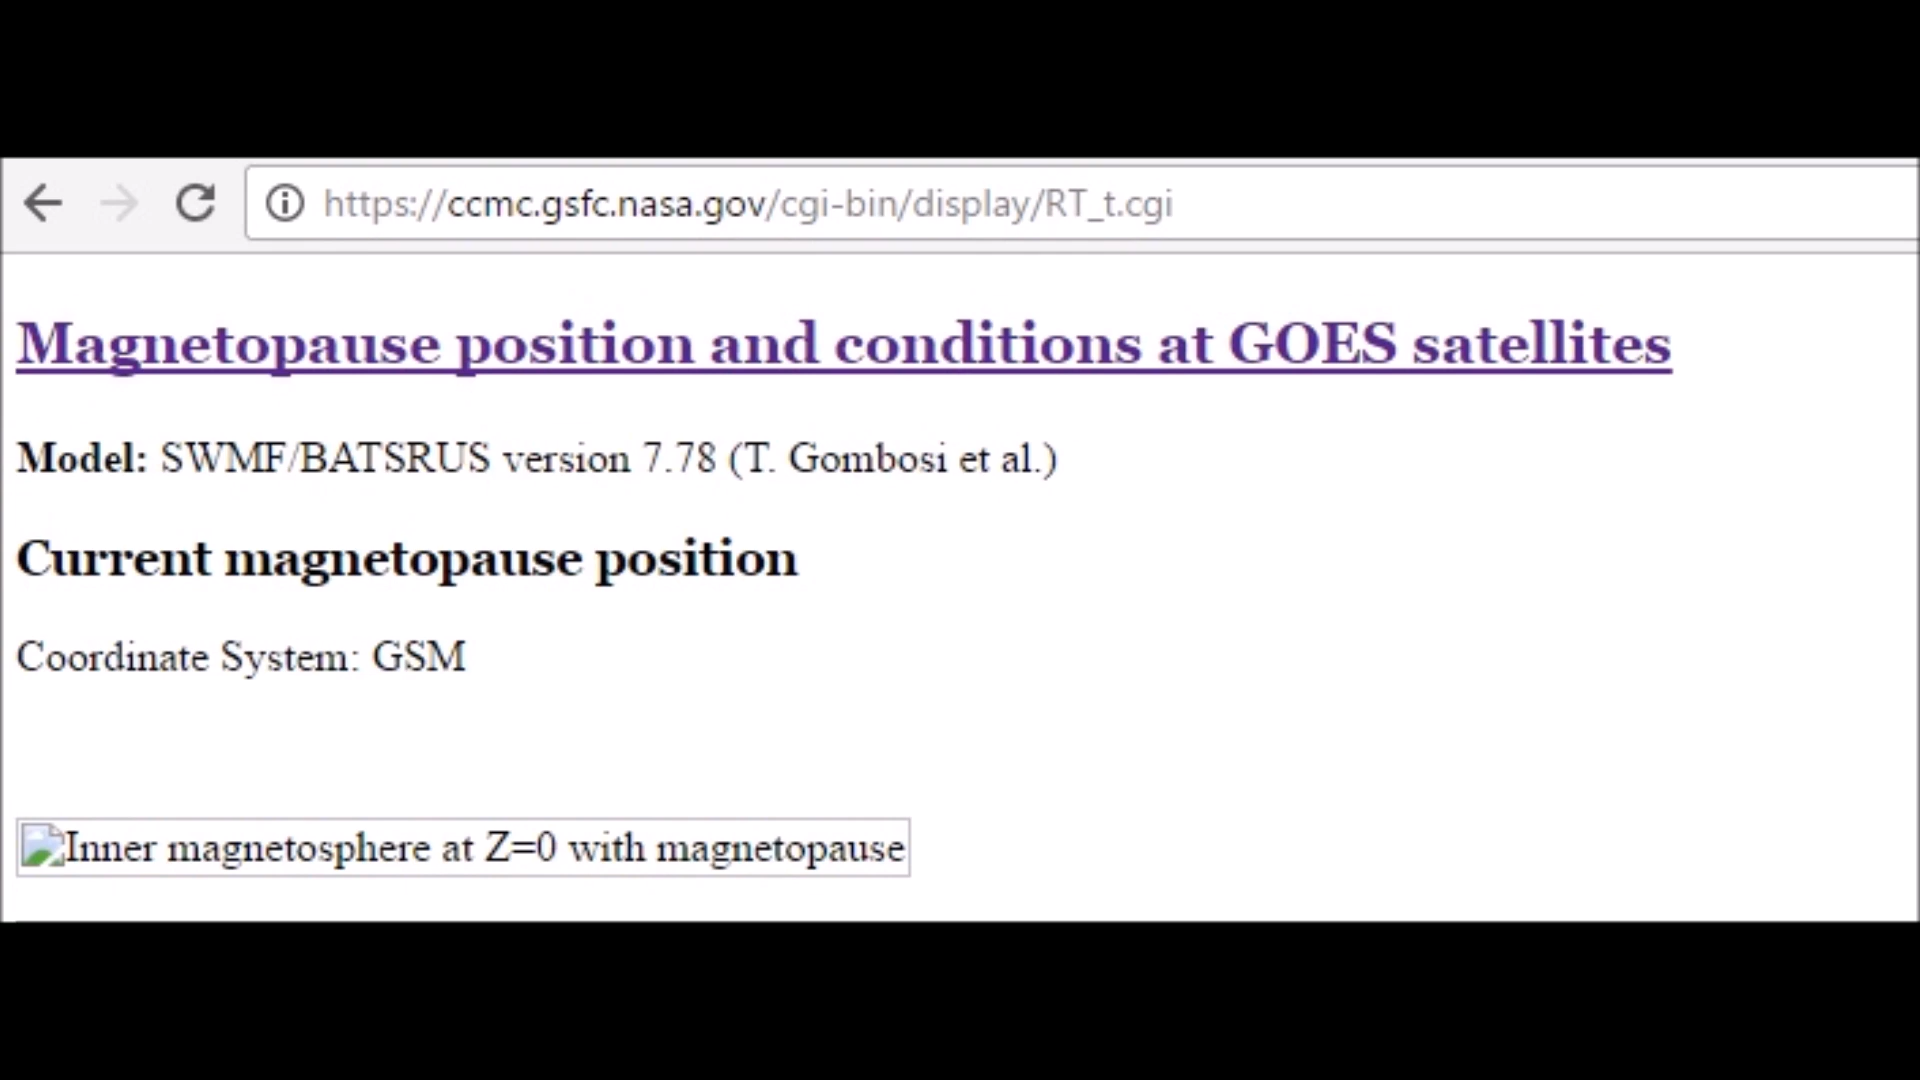 https://ccmc.gsfc.nasa.gov/cgi-bin/display/RT_t.cgi
Magnetopause position and conditions at GOES satellites
Model: SWMF/BATSRUS version 7.78 (T. Gombosi et al.)
Current magnetopause position
Coordinate System: GSM
Inner magnetosphere at Z=0 with magnetopause